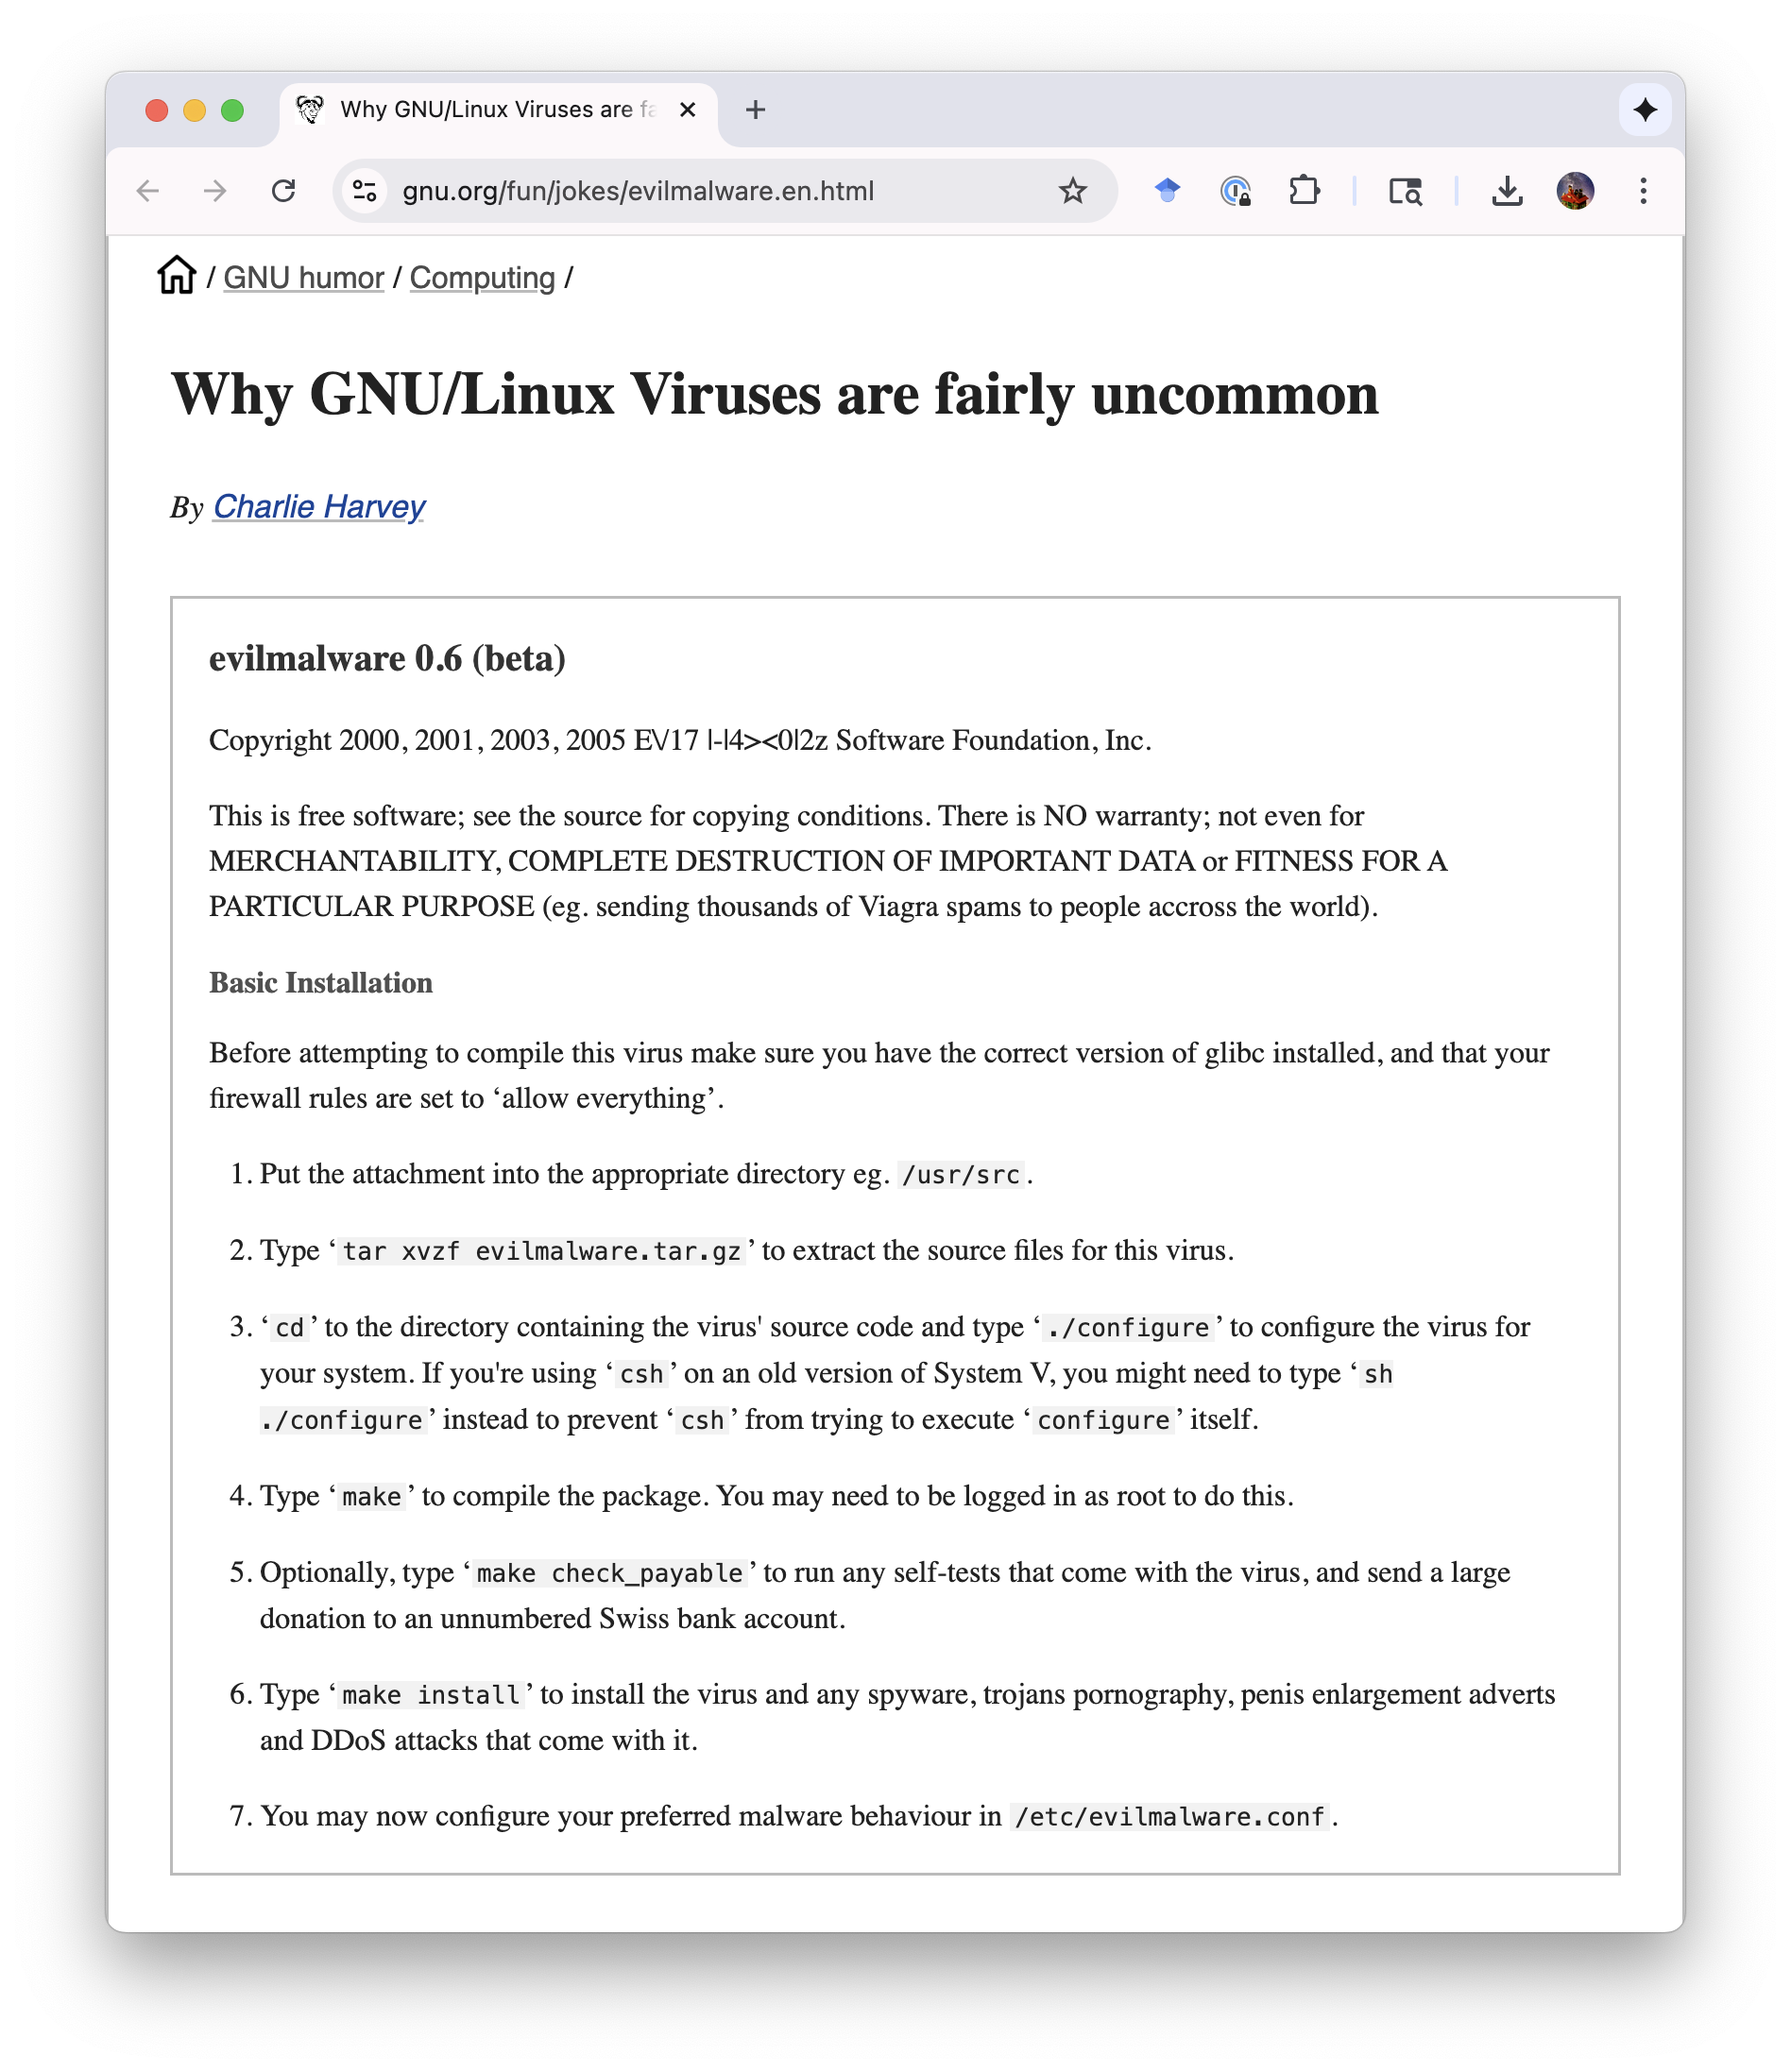 Why GNU/Linux Viruses are fa
gnu.org/fun/jokes/evilmalware.en.html
/ GNU humor / Computing /
Why GNU/Linux Viruses are fairly uncommon
By Charlie Harvey
evilmalware 0.6 (beta)
Copyright 2000, 2001, 2003, 2005 E\/17 |-|4><0|2z Software Foundation, Inc.
This is free software; see the source for copying conditions. There is NO warranty; not even for
MERCHANTABILITY, COMPLETE DESTRUCTION OF IMPORTANT DATA or FITNESS FOR A
PARTICULAR PURPOSE (eg. sending thousands of Viagra spams to people accross the world).
Basic Installation
Before attempting to compile this virus make sure you have the correct version of glibc installed, and that your
firewall rules are set to ‘allow everything’.
1. Put the attachment into the appropriate directory eg. /usr/src.
2. Type ‘tar xvzf evilmalware.tar.gz’ to extract the source files for this virus.
3. ‘cd’ to the directory containing the virus' source code and type ‘./configure’ to configure the virus for
your system. If you're using ‘csh’ on an old version of System V, you might need to type ‘sh
./configure’ instead to prevent ‘csh’ from trying to execute ‘configure’ itself.
4. Type ‘make’ to compile the package. You may need to be logged in as root to do this.
5. Optionally, type ‘make check_payable’ to run any self-tests that come with the virus, and send a large
donation to an unnumbered Swiss bank account.
6. Type ‘make install’ to install the virus and any spyware, trojans pornography, penis enlargement adverts
and DDoS attacks that come with it.
7. You may now configure your preferred malware behaviour in /etc/evilmalware.conf.